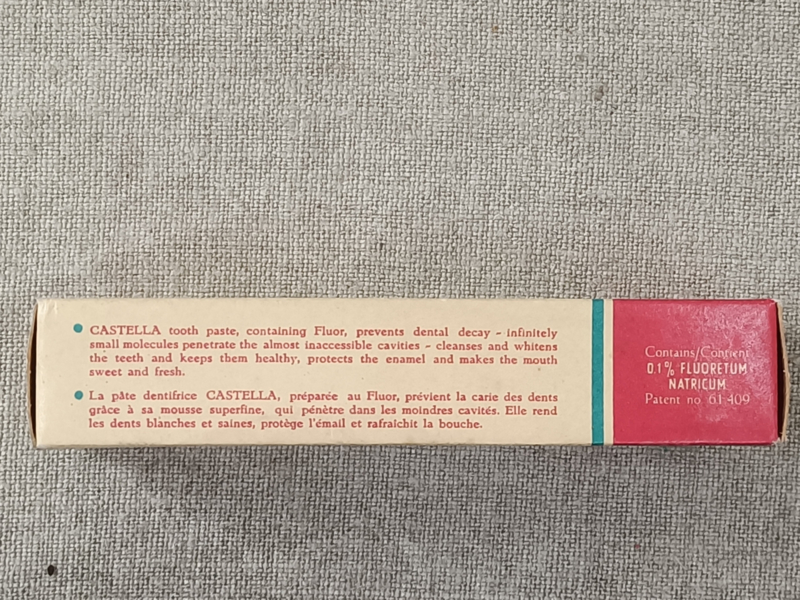 CASTELLA tooth paste, containing Fluor, prevents dental decay - infinitely
small molecules penetrate the almost inaccessible cavities - cleanses and whitens
the teeth and keeps them healthy, protects the enamel and makes the mouth
sweet and fresh.
La pâte dentifrice CASTELLA, préparée au Fluor, prévient la carie des dents
grâce à sa mousse superfine, qui pénètre dans les moindres cavités. Elle rend
les dents blanches et saines, protège l'émail et rafraichit la bouche.
Contains/Contient
0.1% FLUORETUM
NATRICUM
Patent no 61409